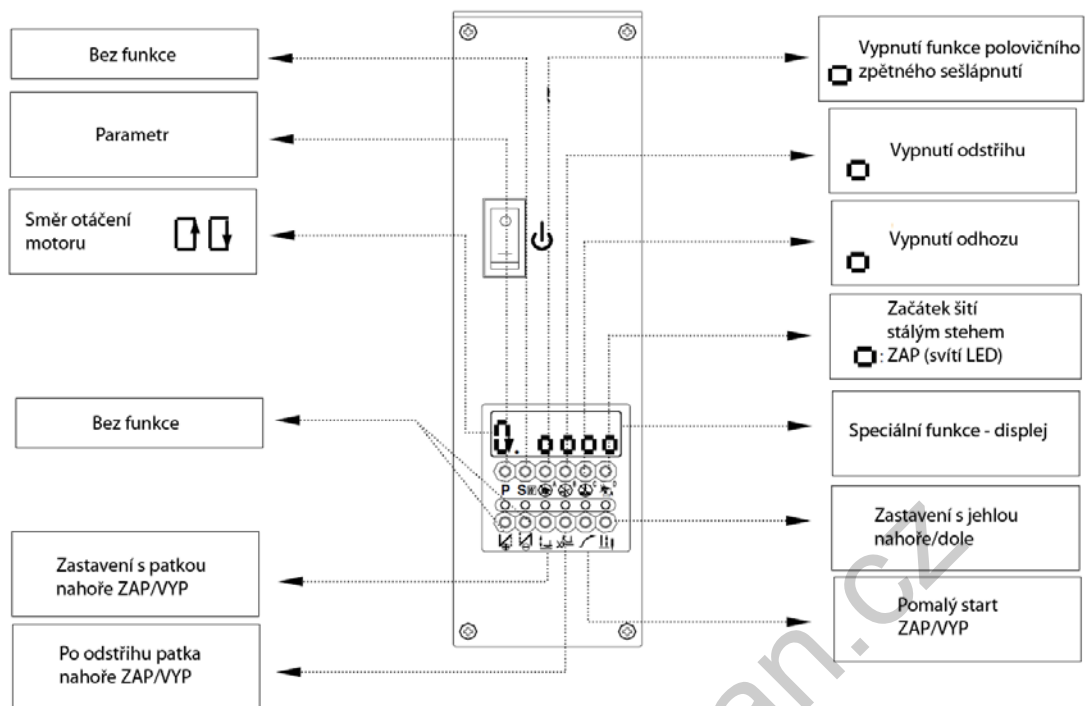 Bez funkce
Parametr
Směr otáčení
motoru
Bez funkce
Zastavení s patkou
nahoře ZAP/VYP
Po odstřihu patka
nahoře ZAP/VYP
P S A B C D
Vypnutí funkce polovičního
zpětného sešlápnutí
Vypnutí odstřihu
Vypnutí odhozu
Začátek šití
stálým stehem
: ZAP (svítí LED)
Speciální funkce - displej
Zastavení s jehlou
nahoře/dole
Pomalý start
ZAP/VYP
an.cz